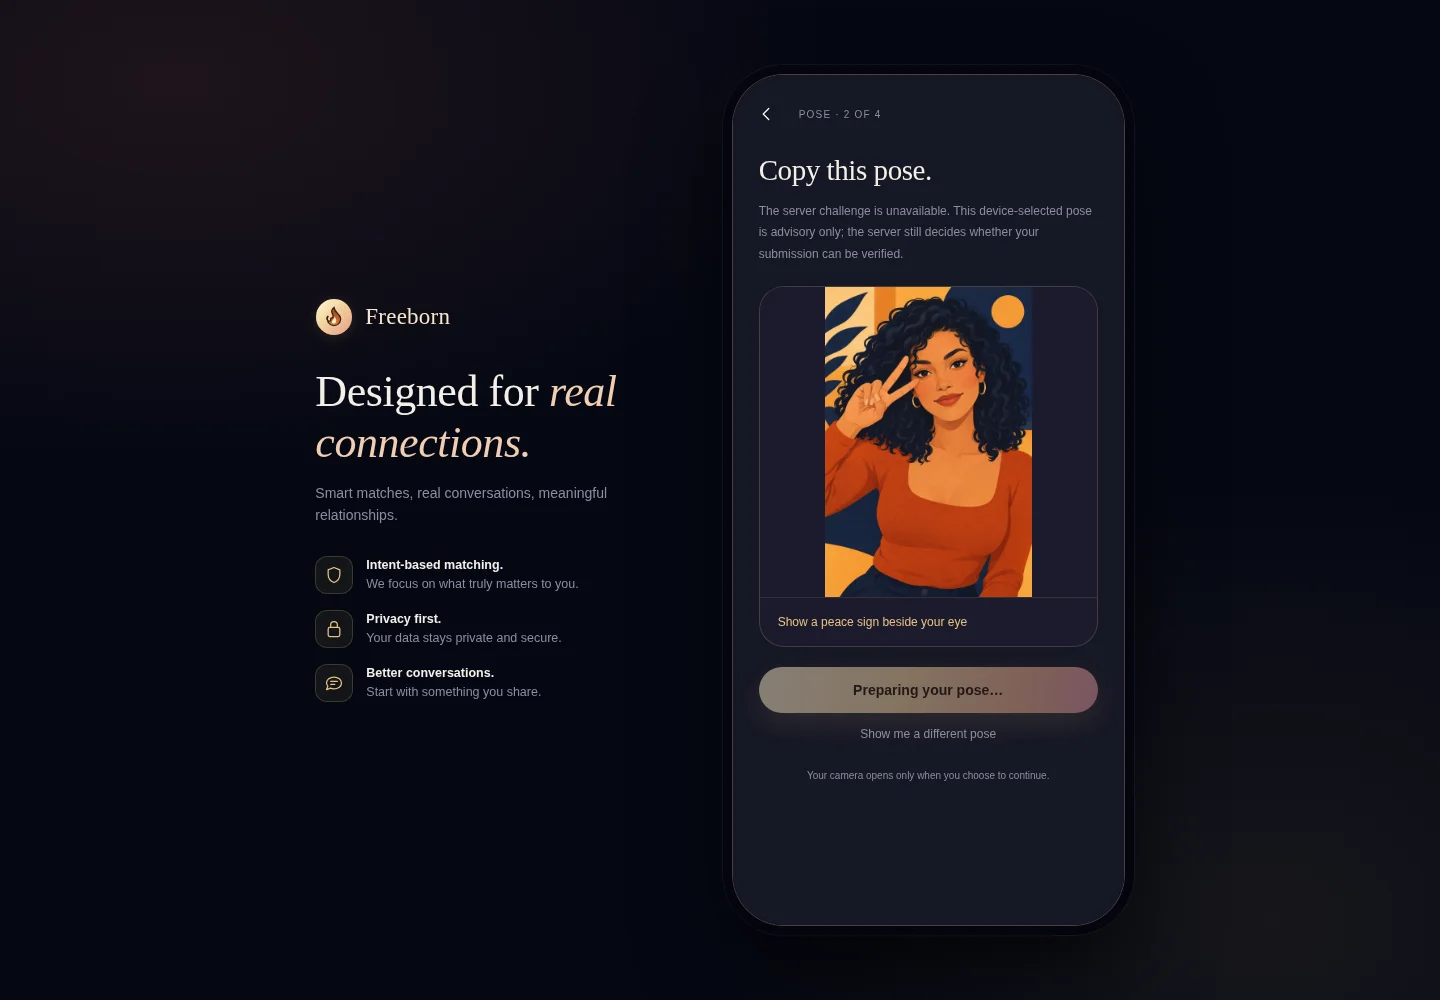 Freeborn
Designed for real
connections.
Smart matches, real conversations, meaningful
relationships.
Intent-based matching.
We focus on what truly matters to you.
Privacy first.
Your data stays private and secure.
Better conversations.
Start with something you share.
POSE · 2 OF 4
Copy this pose.
The server challenge is unavailable. This device-selected pose
is advisory only; the server still decides whether your
submission can be verified.
Show a peace sign beside your eye
Preparing your pose…
Show me a different pose
Your camera opens only when you choose to continue.